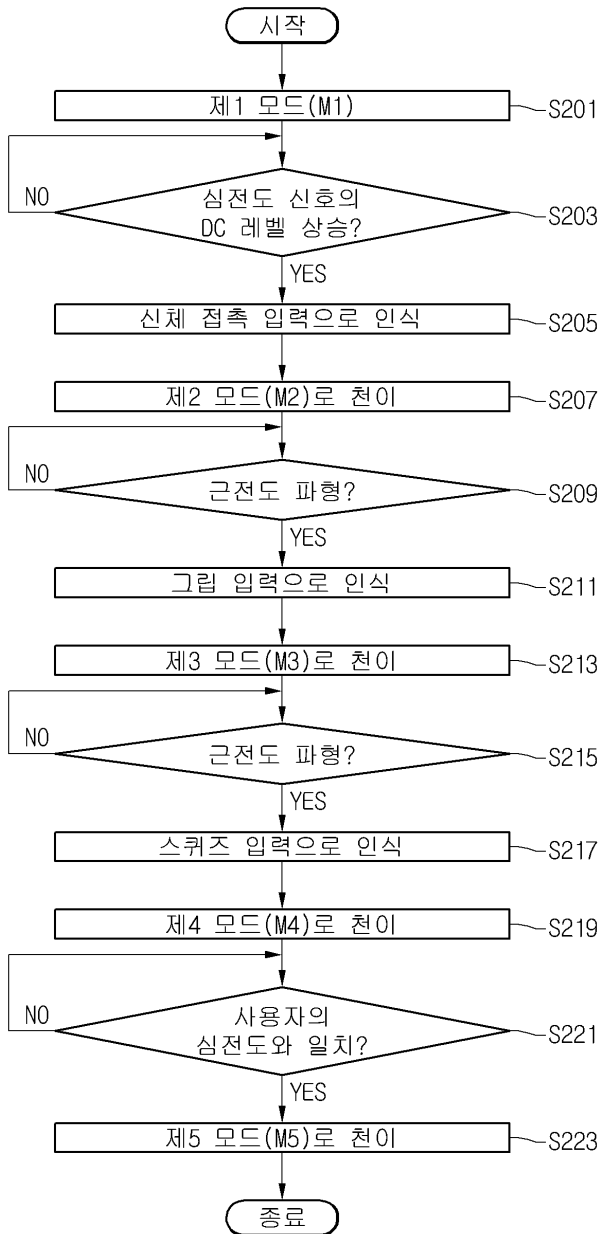 시작
제1 모드(M1)
S201
심전도 신호의
DC 레벨 상승?
S203
NO
YES
신체 접촉 입력으로 인식
S205
제2 모드(M2)로 천이
S207
NO
근전도 파형?
S209
YES
그립 입력으로 인식
S211
제3 모드(M3)로 천이
S213
NO
근전도 파형?
S215
YES
스퀴즈 입력으로 인식
S217
제4 모드(M4)로 천이
S219
NO
사용자의
심전도와 일치?
S221
YES
제5 모드(M5)로 천이
S223
종료